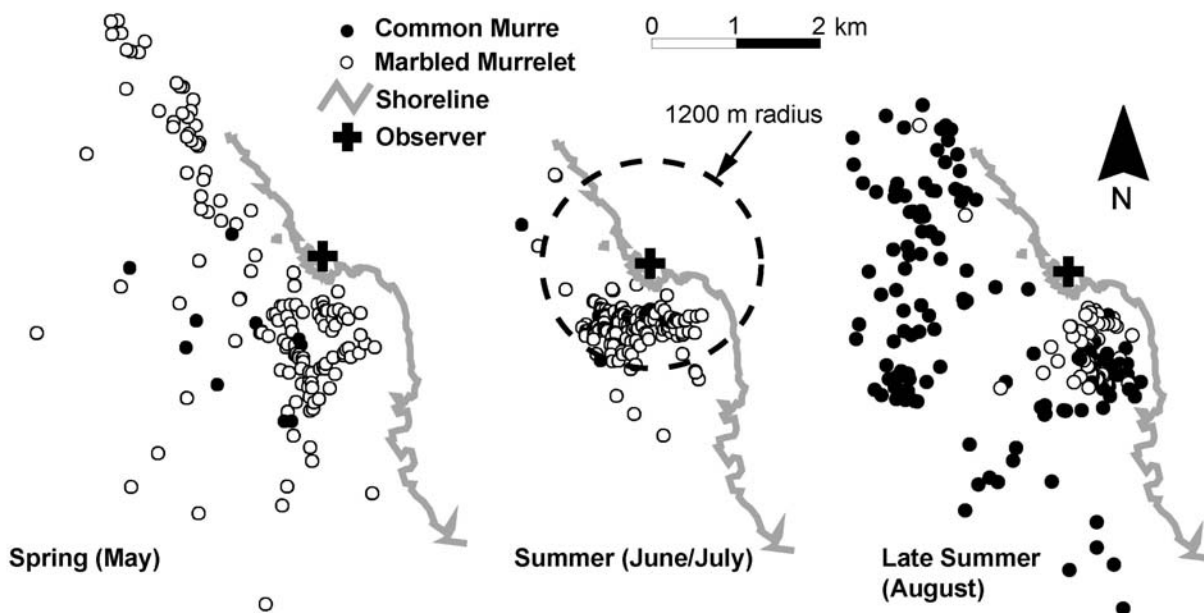 Common Murre
Marbled Murrelet
Shoreline
Observer
0 1 2 km
1200 m radius
N
Spring (May)
Summer (June/July)
Late Summer
(August)